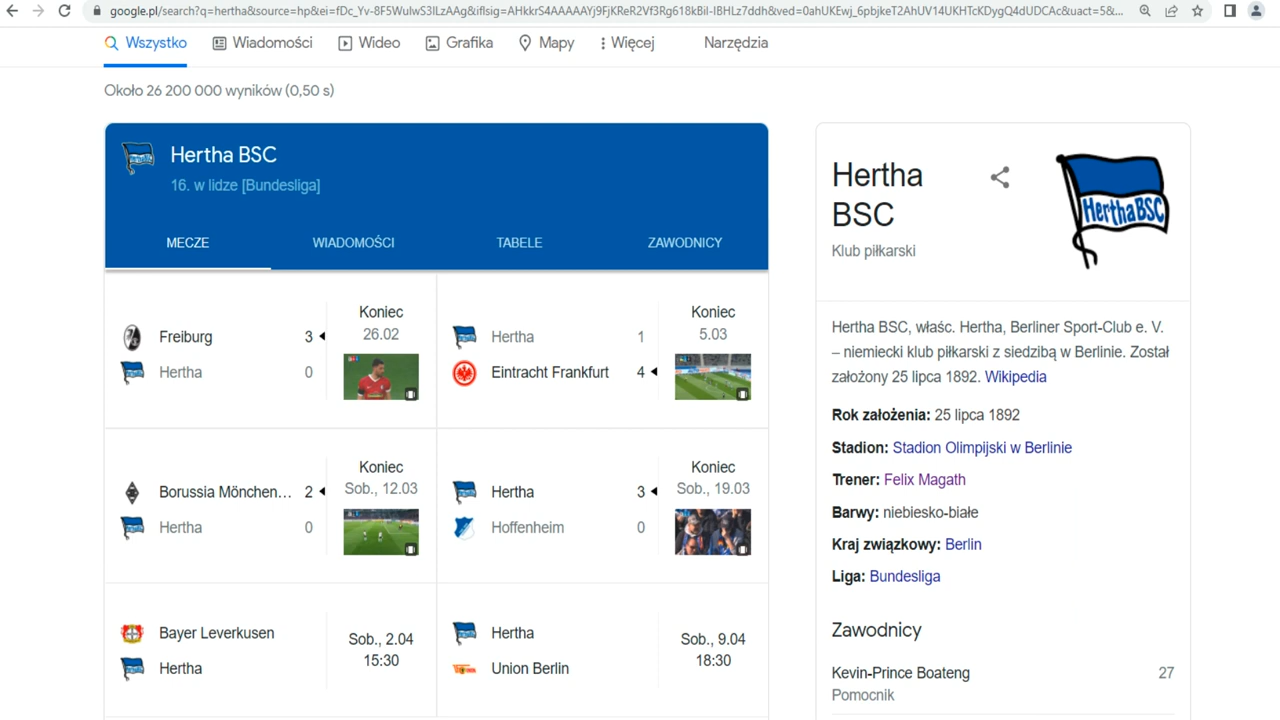 google.pl/search?q=hertha&source=hp&ei=fDc_Yv-8F5WulwS3lLzAAg&iflsig=AHkkrS4AAAAAYj9FjKReR2Vf3Rg618kBil-IBHLz7ddh&ved=0ahUKEwj_6pbjkeT2AhUV14UKHTcKDygQ4dUDCAc&uact=5&...
Wszystko
Wiadomości
Wideo
Grafika
Mapy
Więcej
Narzędzia
Około 26 200 000 wyników (0,50 s)
Hertha BSC
16. w lidze [Bundesliga]
MECZE
WIADOMOŚCI
TABELE
ZAWODNICY
Freiburg 3
Hertha 0
Koniec
26.02
Hertha 1
Eintracht Frankfurt 4
Koniec
5.03
Borussia Mönchen... 2
Hertha 0
Koniec
Sob., 12.03
Hertha 3
Hoffenheim 0
Koniec
Sob., 19.03
Bayer Leverkusen
Hertha
Sob., 2.04
15:30
Hertha
Union Berlin
Sob., 9.04
18:30
Hertha
BSC
Klub piłkarski
HerthaBSC
Hertha BSC, właśc. Hertha, Berliner Sport-Club e. V.
– niemiecki klub piłkarski z siedzibą w Berlinie. Został
założony 25 lipca 1892. Wikipedia
Rok założenia: 25 lipca 1892
Stadion: Stadion Olimpijski w Berlinie
Trener: Felix Magath
Barwy: niebiesko-białe
Kraj związkowy: Berlin
Liga: Bundesliga
Zawodnicy
Kevin-Prince Boateng 27
Pomocnik